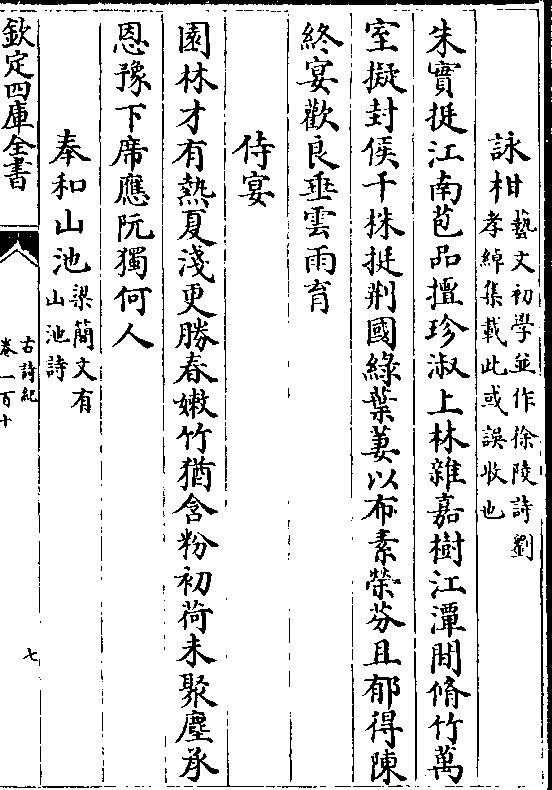 詠柑藝文初學並作徐陵詩劉
孝綽集載此或誤收也
朱實挺江南苞品擅珍淑上林雜嘉樹江潭間脩竹萬
室擬封侯千株挺荆國綠葉萋以布素榮芬且郁得陳
終宴歡良垂雲雨育
侍宴
園林才有熱夏淺更勝春嫩竹猶含粉初荷未聚塵承
恩豫下席應阮獨何人
奉和山池梁簡文有
山池詩
欽定四庫全書
古詩紀
卷一百十
七